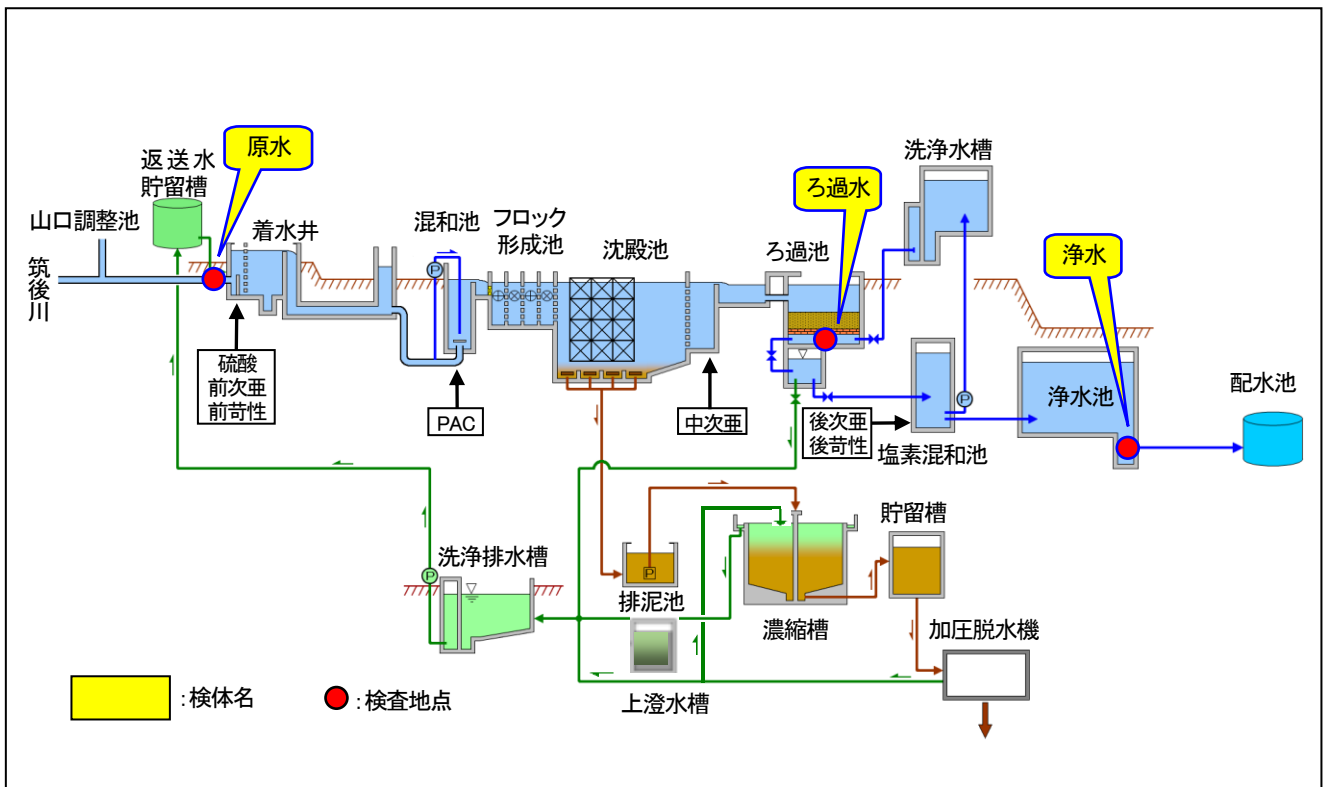 原水
返送水
貯留槽
山口調整池
筑後川
着水井
混和池
フロック
形成池
沈殿池
ろ過池
ろ過水
洗浄水槽
浄水
P
硫酸
前次亜
前苛性
PAC
中次亜
後次亜
後苛性
塩素混和池
P
浄水池
配水池
洗浄排水槽
P
排泥池
P
濃縮槽
貯留槽
上澄水槽
加圧脱水機
:検体名
:検査地点